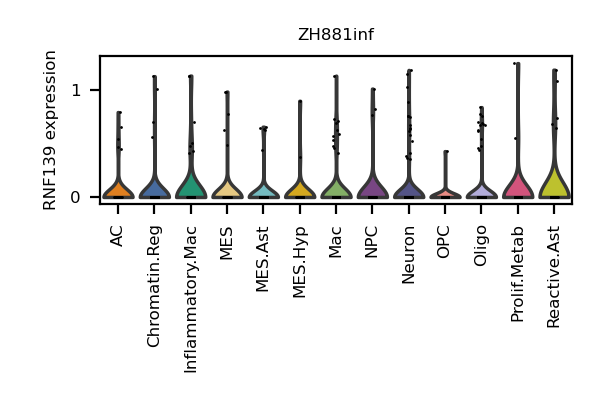 ZH881inf
RNF139 expression
1
0
AC
Chromatin.Reg
Inflammatory.Mac
MES
MES.Ast
MES.Hyp
Mac
NPC
Neuron
OPC
Oligo
Prolif.Metab
Reactive.Ast